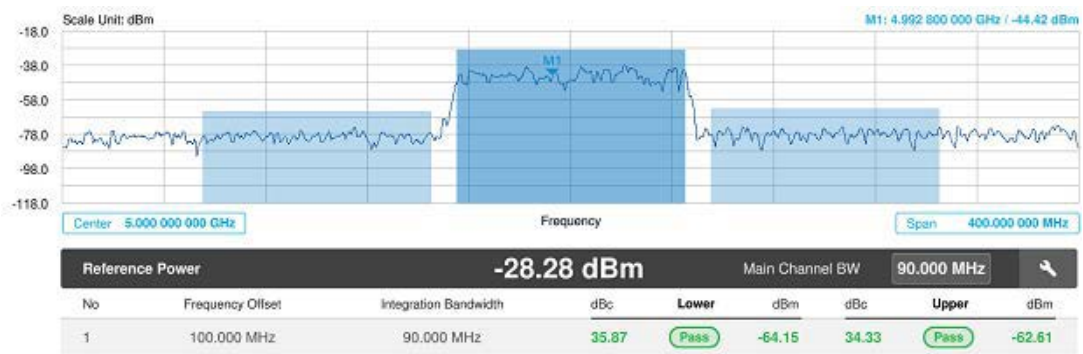 Scale Unit: dBm M1: 4.992 800 000 GHz / -44.42 dBm
-18.0
M1
-38.0
-58.0
-78.0
-98.0
-118.0
Center 5.000 000 000 GHz Frequency Span 400.000 000 MHz
Reference Power -28.28 dBm Main Channel BW 90.000 MHz
No Frequency Offset Integration Bandwidth dBc Lower dBm dBc Upper dBm
1 100.000 MHz 90.000 MHz 35.87 Pass -64.15 34.33 Pass -62.61